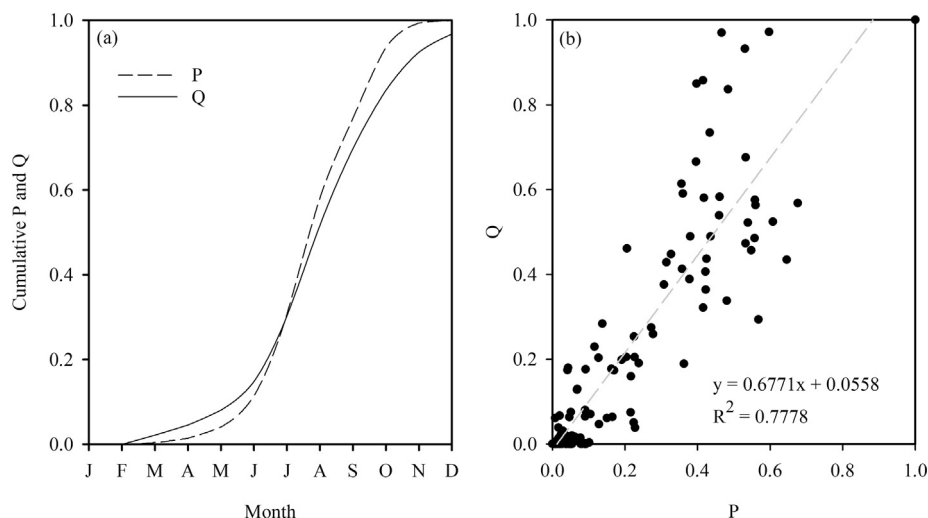 (a)
P
Q
Cumulative P and Q
1.0
0.8
0.6
0.4
0.2
0.0
J F M A M J J A S O N D
Month
(b)
Q
1.0
0.8
0.6
0.4
0.2
0.0
y = 0.6771x + 0.0558
R² = 0.7778
0.0 0.2 0.4 0.6 0.8 1.0
P